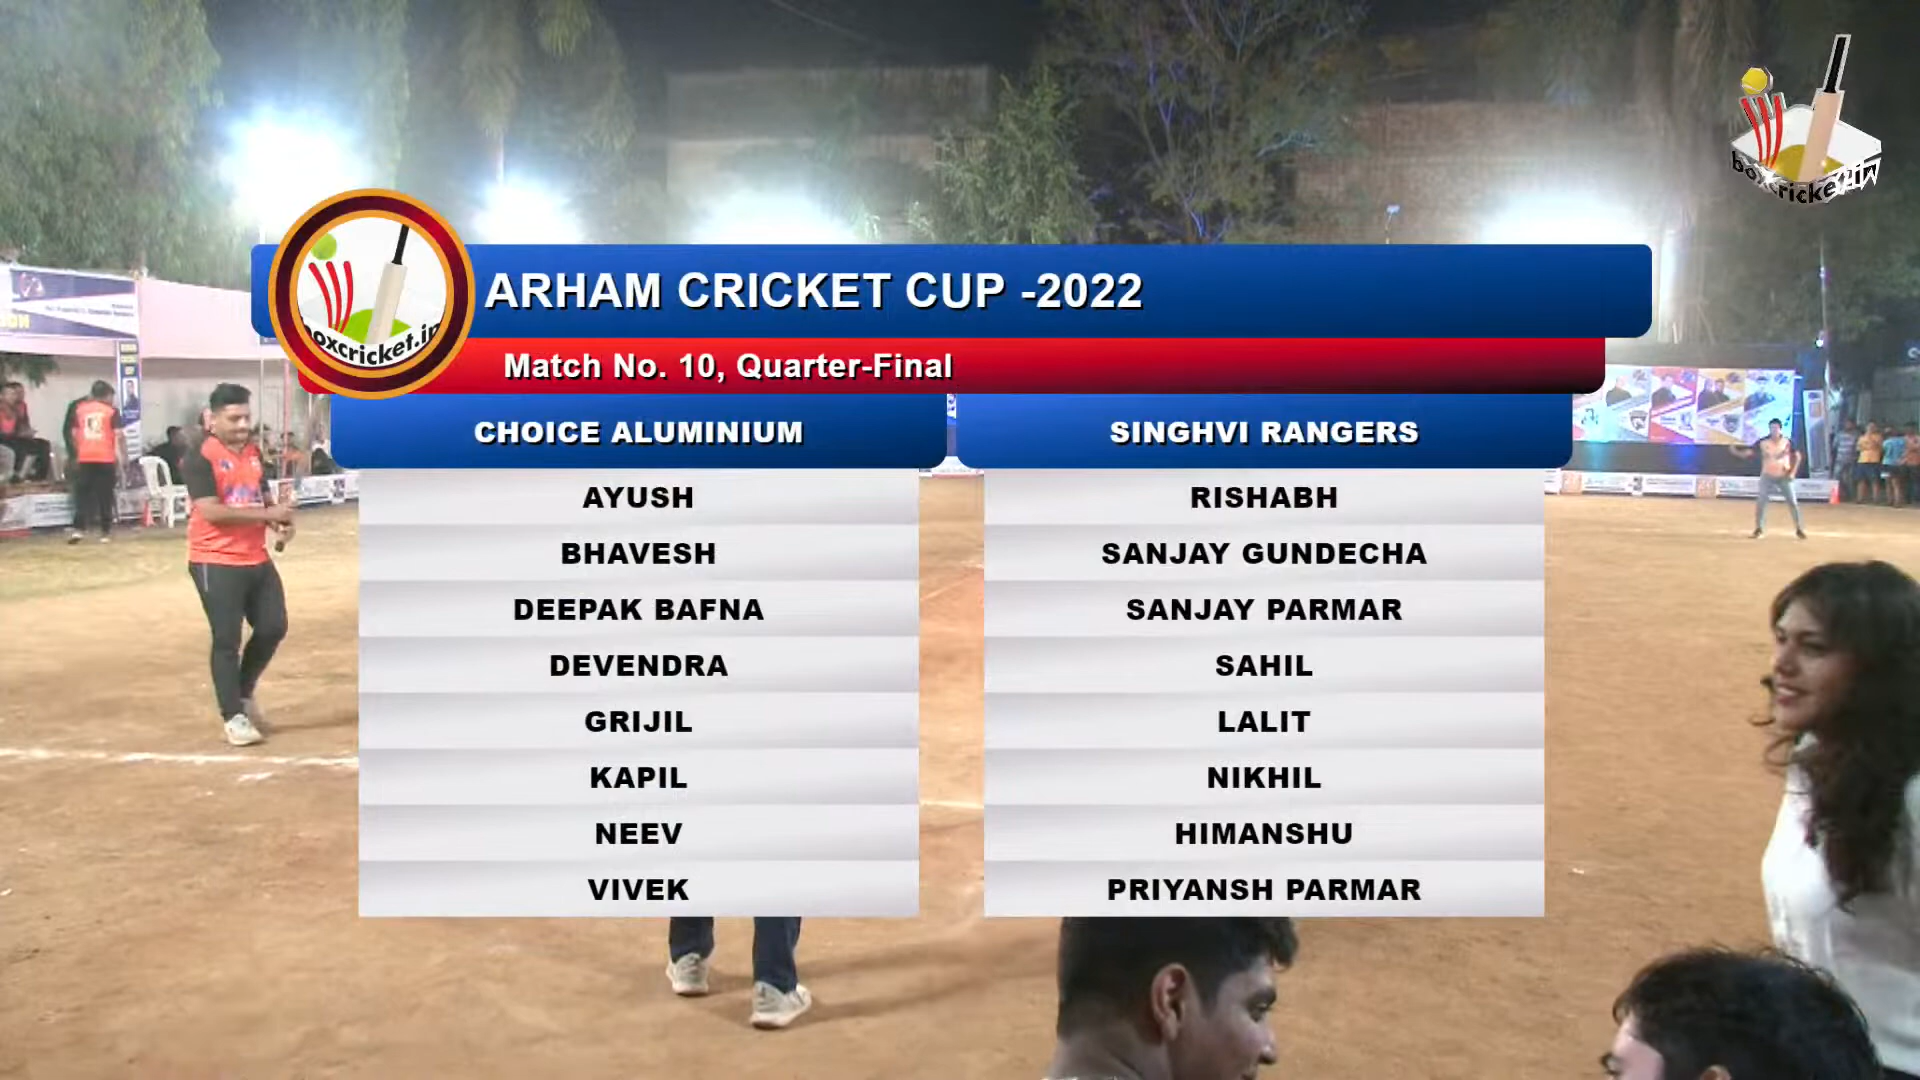 boxcricket
ARHAM CRICKET CUP -2022
boxcricket.in
Match No. 10, Quarter-Final
CHOICE ALUMINIUM
SINGHVI RANGERS
AYUSH
RISHABH
BHAVESH
SANJAY GUNDECHA
DEEPAK BAFNA
SANJAY PARMAR
DEVENDRA
SAHIL
GRIJIL
LALIT
KAPIL
NIKHIL
NEEV
HIMANSHU
VIVEK
PRIYANSH PARMAR